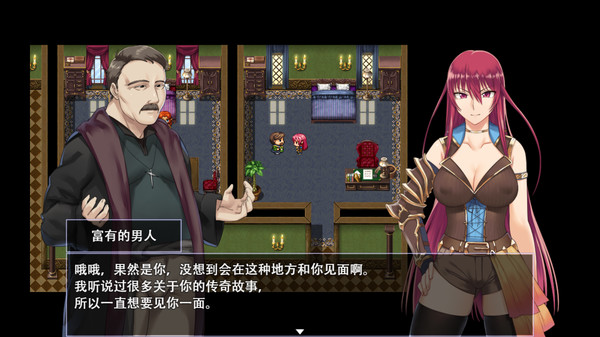 富有的男人
哦哦，果然是你，没想到会在这种地方和你见面啊。
我听说过很多关于你的传奇故事，
所以一直想要见你一面。